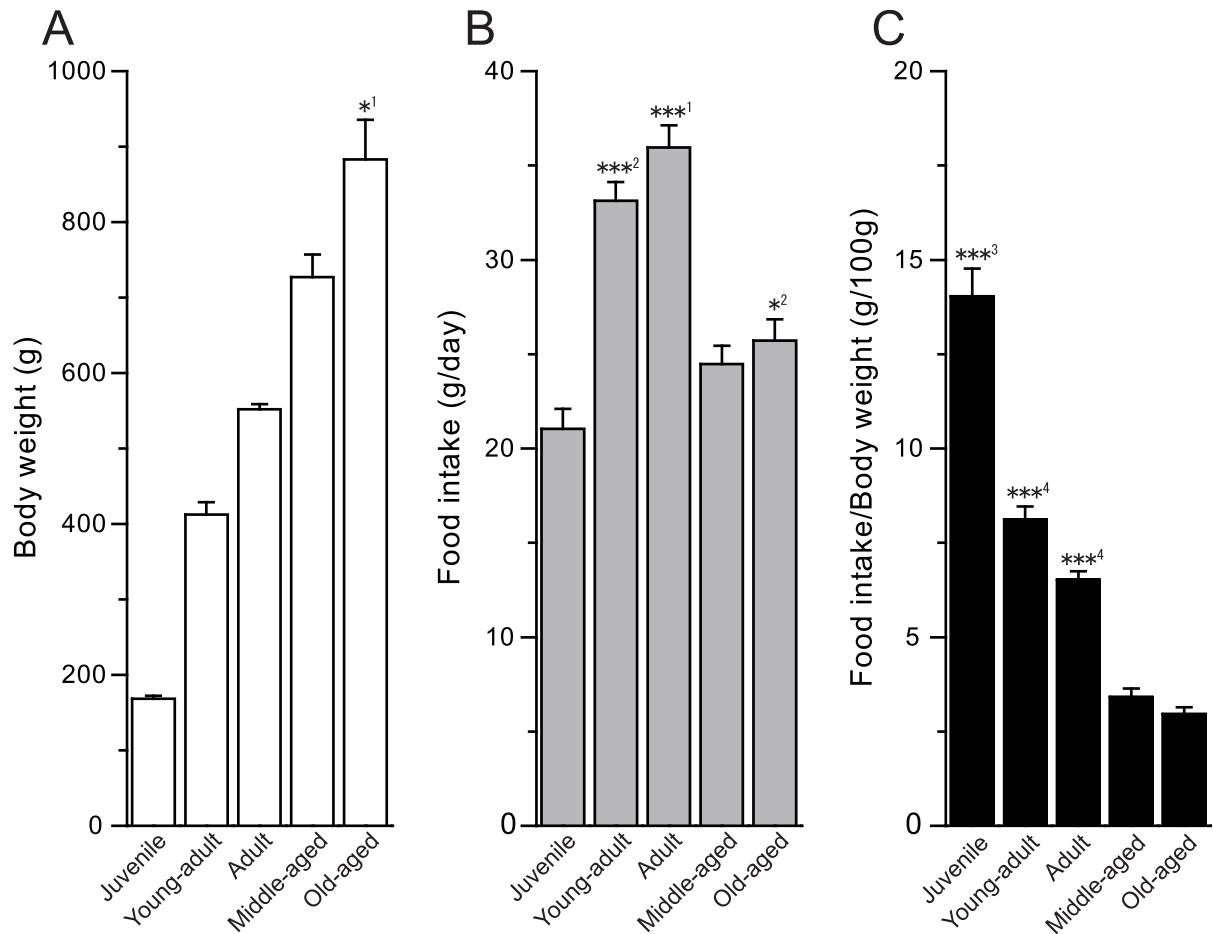 A
Body weight (g)
1000
800
600
400
200
0
*1
Juvenile
Young-adult
Adult
Middle-aged
Old-aged
B
Food intake (g/day)
40
30
20
10
0
***2
***1
*2
Juvenile
Young-adult
Adult
Middle-aged
Old-aged
C
Food intake/Body weight (g/100g)
20
15
10
5
0
***3
***4
***4
Juvenile
Young-adult
Adult
Middle-aged
Old-aged